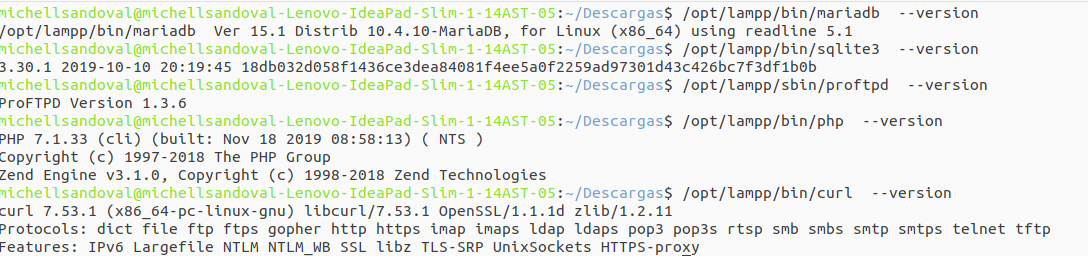 michellsandoval@michellsandoval-Lenovo-IdeaPad-Slim-1-14AST-05:~/Descargas$ /opt/lampp/bin/mariadb  --version
/opt/lampp/bin/mariadb  Ver 15.1 Distrib 10.4.10-MariaDB, for Linux (x86_64) using readline 5.1
michellsandoval@michellsandoval-Lenovo-IdeaPad-Slim-1-14AST-05:~/Descargas$ /opt/lampp/bin/sqlite3  --version
3.30.1 2019-10-10 20:19:45 18db032d058f1436ce3dea84081f4ee5a0f2259ad97301d43c426bc7f3df1b0b
michellsandoval@michellsandoval-Lenovo-IdeaPad-Slim-1-14AST-05:~/Descargas$ /opt/lampp/sbin/proftpd  --version
ProFTPD Version 1.3.6
michellsandoval@michellsandoval-Lenovo-IdeaPad-Slim-1-14AST-05:~/Descargas$ /opt/lampp/bin/php  --version
PHP 7.1.33 (cli) (built: Nov 18 2019 08:58:13) ( NTS )
Copyright (c) 1997-2018 The PHP Group
Zend Engine v3.1.0, Copyright (c) 1998-2018 Zend Technologies
michellsandoval@michellsandoval-Lenovo-IdeaPad-Slim-1-14AST-05:~/Descargas$ /opt/lampp/bin/curl  --version
curl 7.53.1 (x86_64-pc-linux-gnu) libcurl/7.53.1 OpenSSL/1.1.1d zlib/1.2.11
Protocols: dict file ftp ftps gopher http https imap imaps ldap ldaps pop3 pop3s rtsp smb smbs smtp smtps telnet tftp
Features: IPv6 Largefile NTLM NTLM_WB SSL libz TLS-SRP UnixSockets HTTPS-proxy